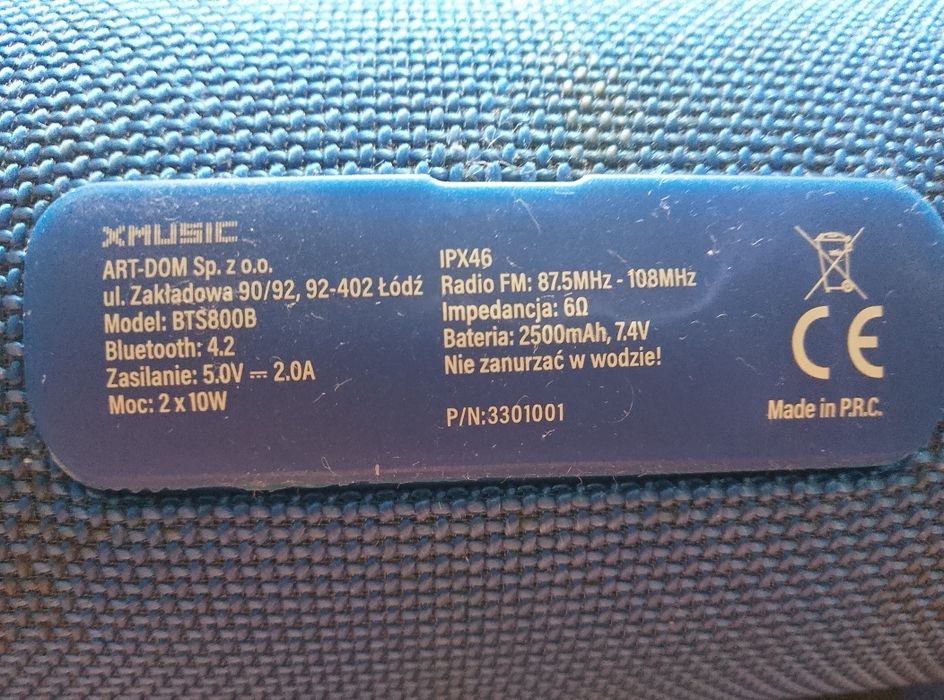 XMUSIC
ART-DOM Sp. z o.o.
ul. Zakładowa 90/92, 92-402 Łódź
Model: BTS800B
Bluetooth: 4.2
Zasilanie: 5.0V ⎓ 2.0A
Moc: 2 x 10W
IPX46
Radio FM: 87.5MHz - 108MHz
Impedancja: 6Ω
Bateria: 2500mAh, 7.4V
Nie zanurzać w wodzie!
P/N:3301001
CE
Made in P.R.C.